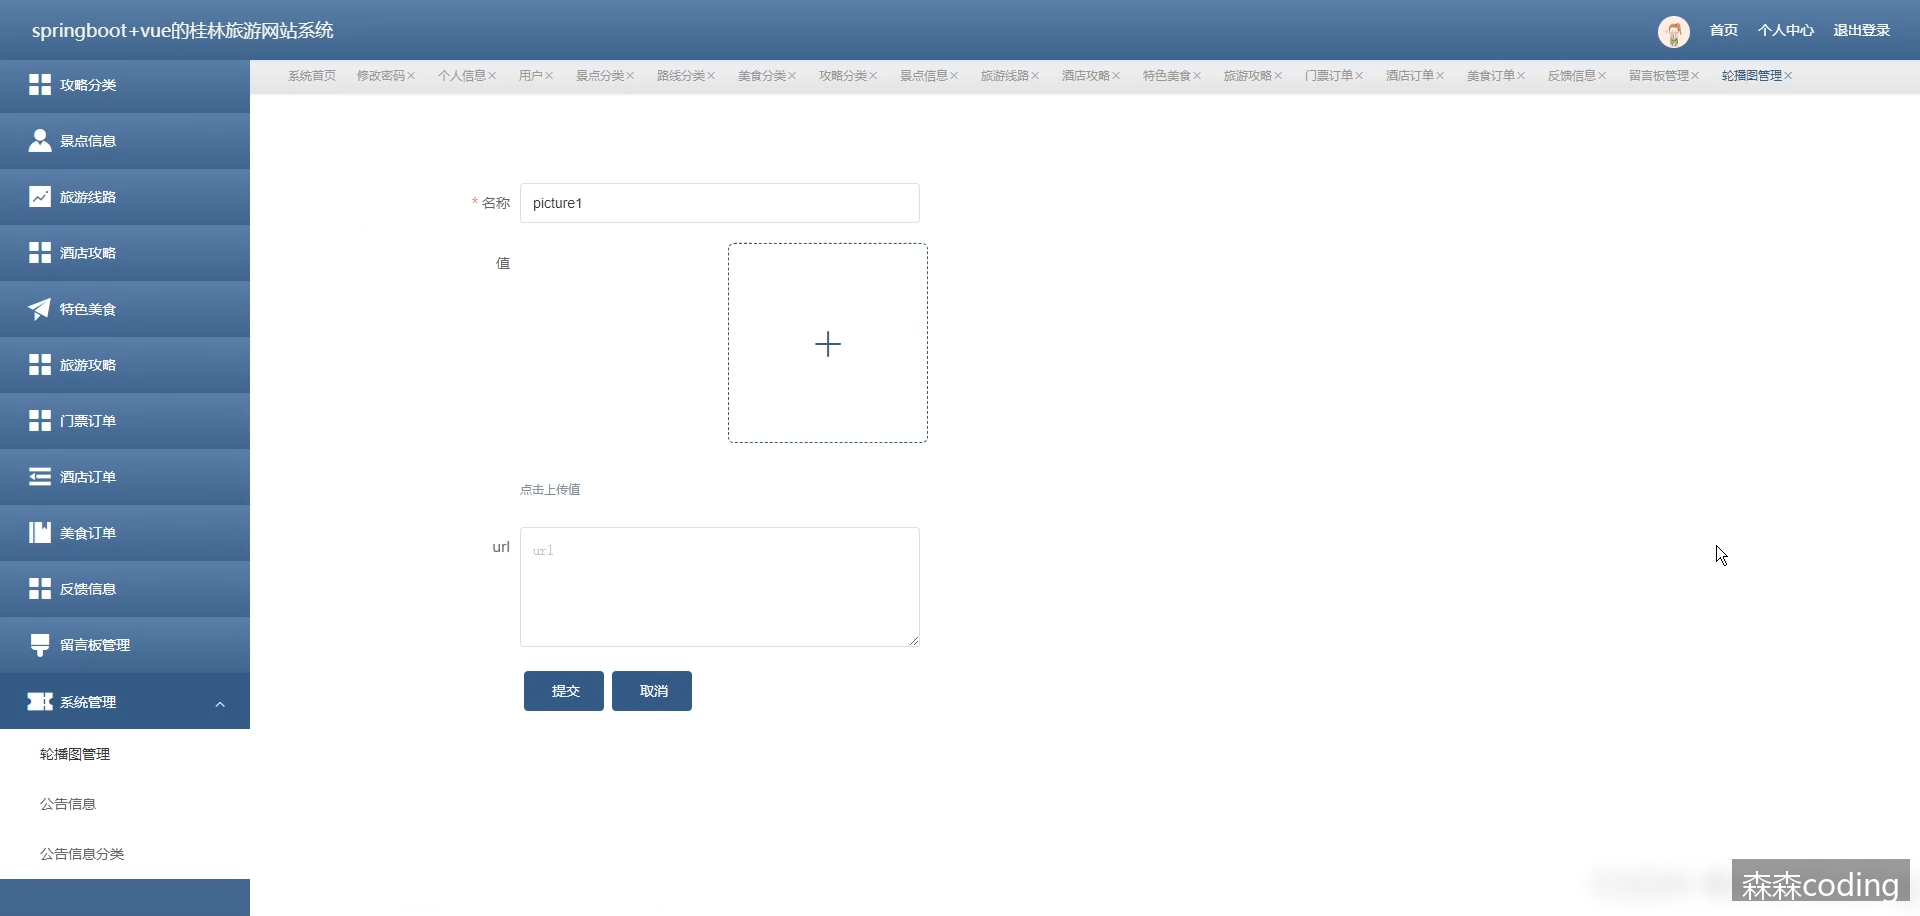 springboot+vue的桂林旅游网站系统
首页 个人中心 退出登录
系统首页 修改密码× 个人信息× 用户× 景点分类× 路线分类× 美食分类× 攻略分类× 景点信息× 旅游线路× 酒店攻略× 特色美食× 旅游攻略× 门票订单× 酒店订单× 美食订单× 反馈信息× 留言板管理× 轮播图管理×
攻略分类
景点信息
旅游线路
酒店攻略
特色美食
旅游攻略
门票订单
酒店订单
美食订单
反馈信息
留言板管理
系统管理
轮播图管理
公告信息
公告信息分类
* 名称 picture1
值
点击上传值
url url
提交 取消
森森coding